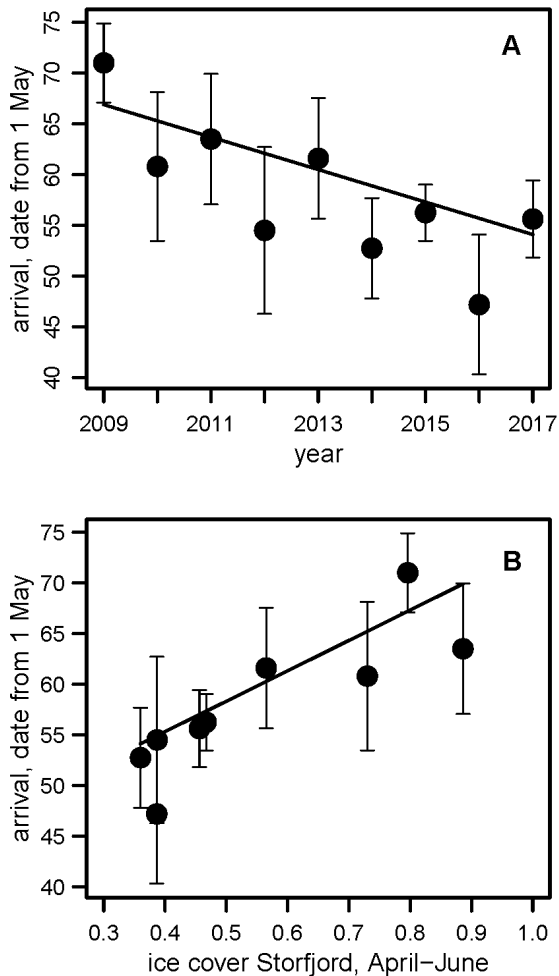 A
75
70
65
60
55
50
45
40
arrival, date from 1 May
2009 2011 2013 2015 2017
year
B
75
70
65
60
55
50
45
40
arrival, date from 1 May
0.3 0.4 0.5 0.6 0.7 0.8 0.9 1.0
ice cover Storfjord, April−June